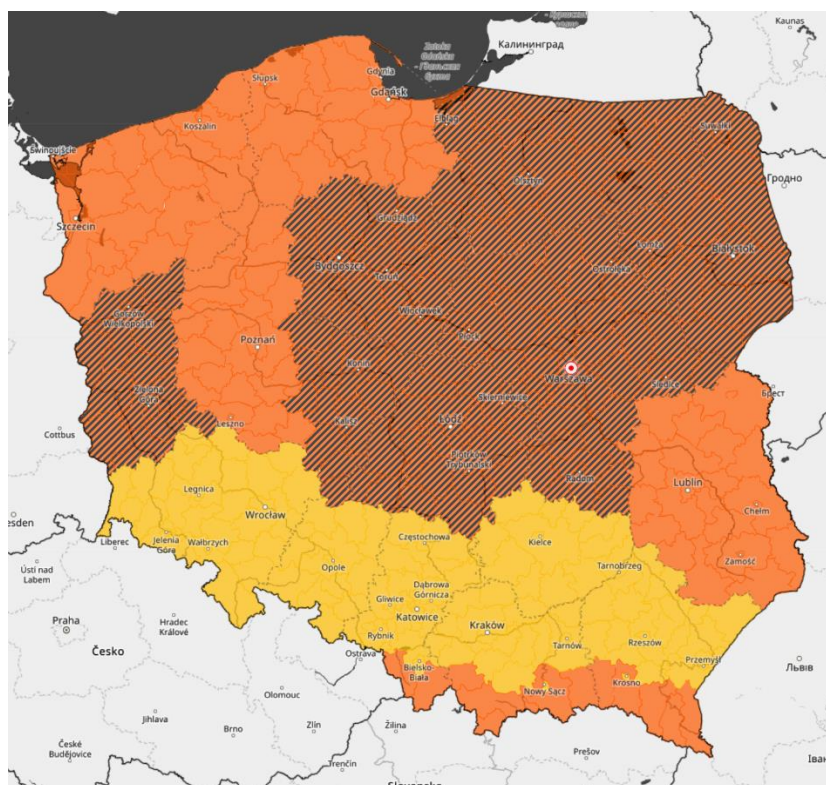 Kaunas
Калининград
Zatoka
Gdańska
Słupsk
Gdynia
Gdańsk
Koszalin
Elbląg
Suwałki
Świnoujście
Гродно
Olsztyn
Szczecin
Grudziądz
Łomża
Białystok
Bydgoszcz
Toruń
Ostrołęka
Gorzów
Wielkopolski
Włocławek
Płock
Poznań
Konin
Warszawa
Siedlce
Брест
Zielona
Góra
Skierniewice
Kalisz
Łódź
Leszno
Cottbus
Piotrków
Trybunalski
Radom
Lublin
Legnica
Wrocław
Chełm
Liberec
Jelenia
Góra
Wałbrzych
Częstochowa
Kielce
Zamość
Ústí nad
Labem
Opole
Tarnobrzeg
Dąbrowa
Górnicza
Gliwice
Katowice
Praha
Hradec
Králové
Rybnik
Kraków
Tarnów
Rzeszów
Česko
Ostrava
Przemyśl
Львів
Bielsko-
Biała
Nowy Sącz
Krosno
Olomouc
Jihlava
Brno
Zlín
Žilina
České
Budějovice
Trenčín
Prešov